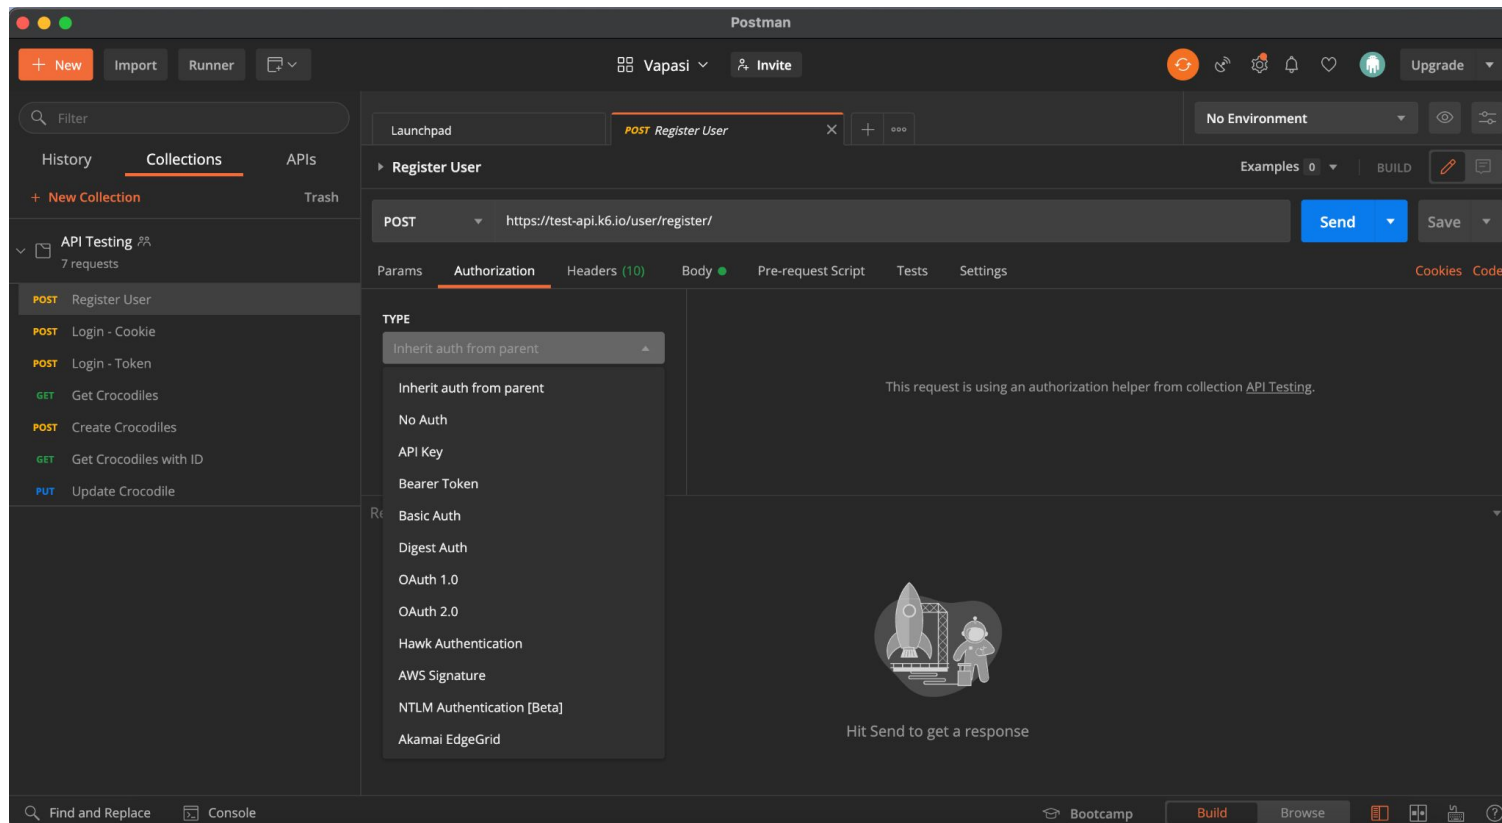 Postman
New Import Runner Vapasi Invite Upgrade
Filter
History Collections APIs
+ New Collection Trash
API Testing
7 requests
POST Register User
POST Login - Cookie
POST Login - Token
GET Get Crocodiles
POST Create Crocodiles
GET Get Crocodiles with ID
PUT Update Crocodile
Launchpad POST Register User No Environment
Register User Examples 0 BUILD
POST https://test-api.k6.io/user/register/ Send Save
Params Authorization Headers (10) Body Pre-request Script Tests Settings Cookies Code
TYPE
Inherit auth from parent
Inherit auth from parent
No Auth
API Key
Bearer Token
Basic Auth
Digest Auth
OAuth 1.0
OAuth 2.0
Hawk Authentication
AWS Signature
NTLM Authentication [Beta]
Akamai EdgeGrid
This request is using an authorization helper from collection API Testing.
Hit Send to get a response
Find and Replace Console Bootcamp Build Browse